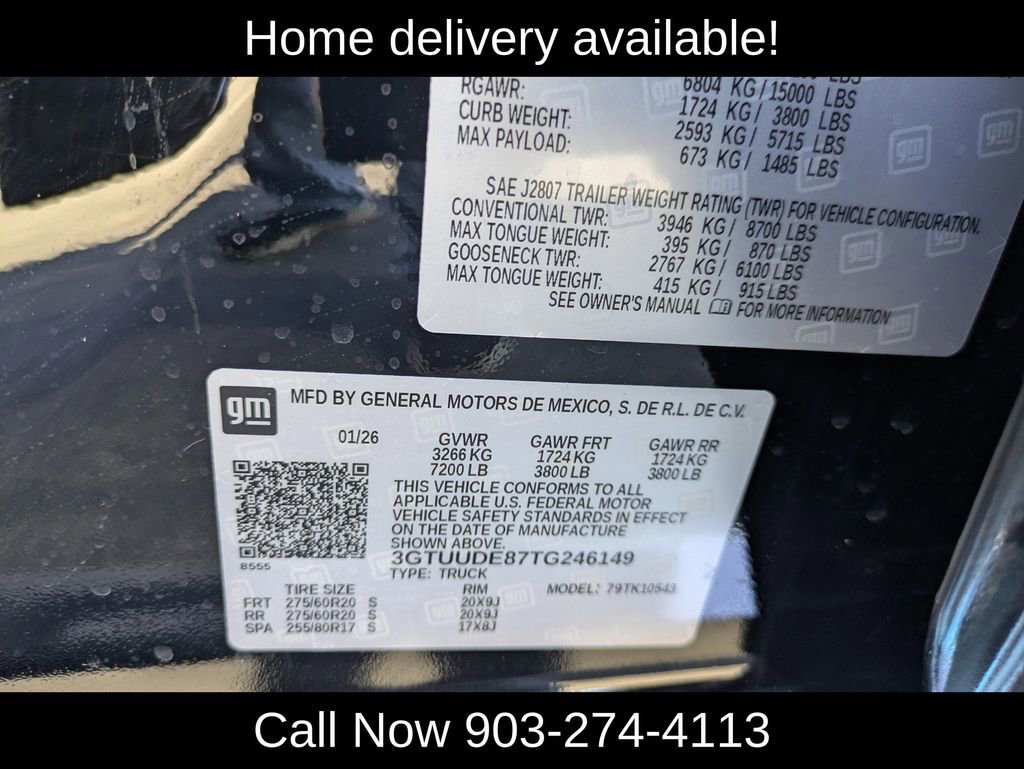 Home delivery available!
LBS
RGAWR: 6804 KG/15000 LBS
CURB WEIGHT: 1724 KG/ 3800 LBS
MAX PAYLOAD: 2593 KG/ 5715 LBS
673 KG/ 1485 LBS
SAE J2807 TRAILER WEIGHT RATING (TWR) FOR VEHICLE CONFIGURATION.
CONVENTIONAL TWR: 3946 KG/ 8700 LBS
MAX TONGUE WEIGHT: 395 KG/ 870 LBS
GOOSENECK TWR: 2767 KG/ 6100 LBS
MAX TONGUE WEIGHT: 415 KG/ 915 LBS
SEE OWNER'S MANUAL FOR MORE INFORMATION
gm MFD BY GENERAL MOTORS DE MEXICO, S. DE R.L. DE C.V.
01/26 GVWR GAWR FRT GAWR RR
3266 KG 1724 KG 1724 KG
7200 LB 3800 LB 3800 LB
THIS VEHICLE CONFORMS TO ALL
APPLICABLE U.S. FEDERAL MOTOR
VEHICLE SAFETY STANDARDS IN EFFECT
ON THE DATE OF MANUFACTURE
SHOWN ABOVE.
8555 3GTUUDE87TG246149
TYPE: TRUCK
TIRE SIZE RIM MODEL: 79TK10543
FRT 275/60R20 S 20X9J
RR 275/60R20 S 20X9J
SPA 255/80R17 S 17X8J
Call Now 903-274-4113